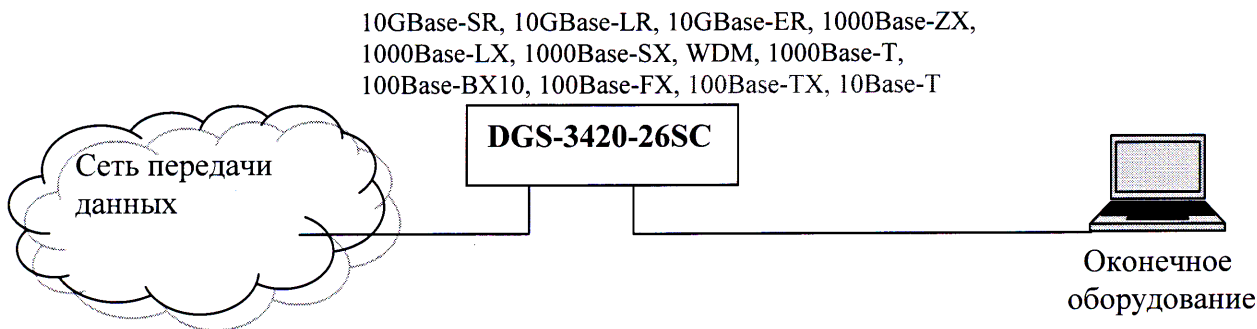 10GBase-SR, 10GBase-LR, 10GBase-ER, 1000Base-ZX,
1000Base-LX, 1000Base-SX, WDM, 1000Base-T,
100Base-BX10, 100Base-FX, 100Base-TX, 10Base-T
DGS-3420-26SC
Сеть передачи
данных
Оконечное
оборудование